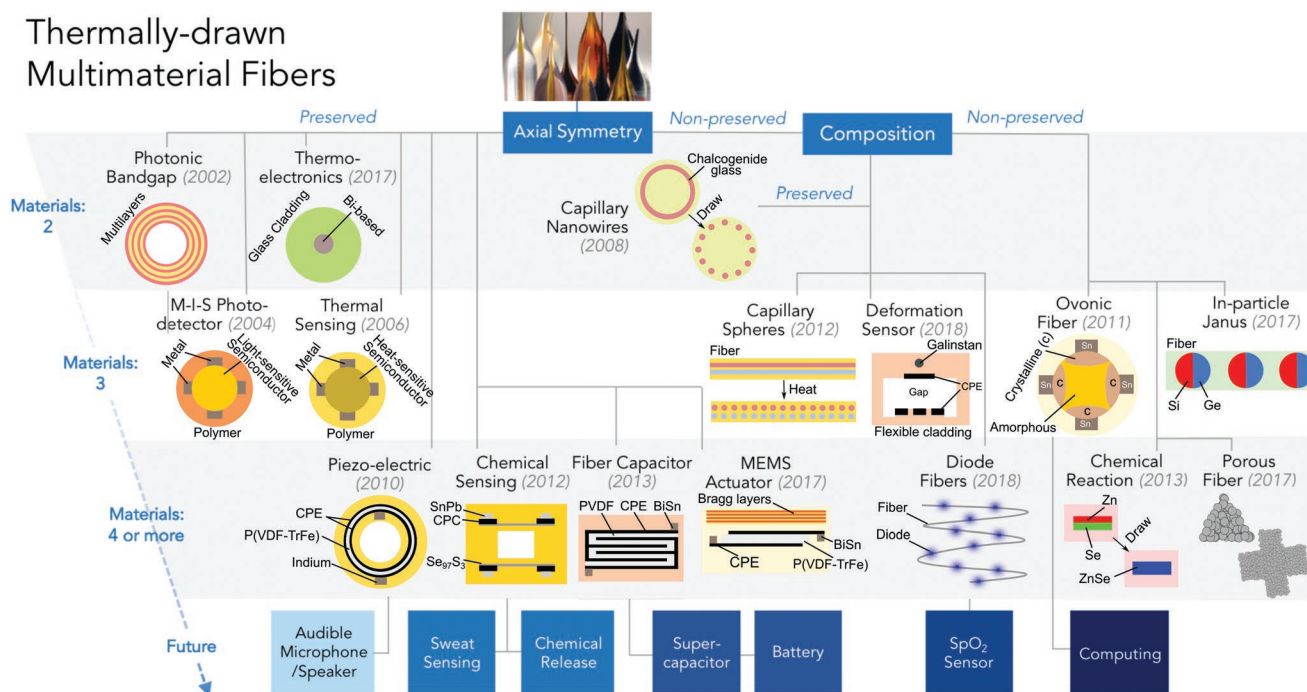 Thermally-drawn
Multimaterial Fibers
Preserved
Axial Symmetry
Non-preserved
Composition
Non-preserved
Materials:
2
Photonic
Bandgap (2002)
Multilayers
Thermo-
electronics (2017)
Glass Cladding
Bi-based
Capillary
Nanowires
(2008)
Chalcogenide
glass
Draw
Preserved
Materials:
3
M-I-S Photo-
detector (2004)
Metal
Light-sensitive
Semiconductor
Polymer
Thermal
Sensing (2006)
Metal
Heat-sensitive
Semiconductor
Polymer
Capillary
Spheres (2012)
Fiber
Heat
Deformation
Sensor (2018)
Galinstan
CPE
Gap
Flexible cladding
Ovonic
Fiber (2011)
Crystalline (c)
Sn
Sn
C
C
Sn
C
Sn
Amorphous
In-particle
Janus (2017)
Fiber
Si
Ge
Materials:
4 or more
Piezo-electric
(2010)
CPE
P(VDF-TrFe)
Indium
Chemical
Sensing (2012)
SnPb
CPC
Se97S3
Fiber Capacitor
(2013)
PVDF CPE BiSn
MEMS
Actuator (2017)
Bragg layers
BiSn
CPE
P(VDF-TrFe)
Diode
Fibers (2018)
Fiber
Diode
Chemical
Reaction (2013)
Zn
Se
Draw
ZnSe
Porous
Fiber (2017)
Future
Audible
Microphone
/Speaker
Sweat
Sensing
Chemical
Release
Super-
capacitor
Battery
SpO2
Sensor
Computing